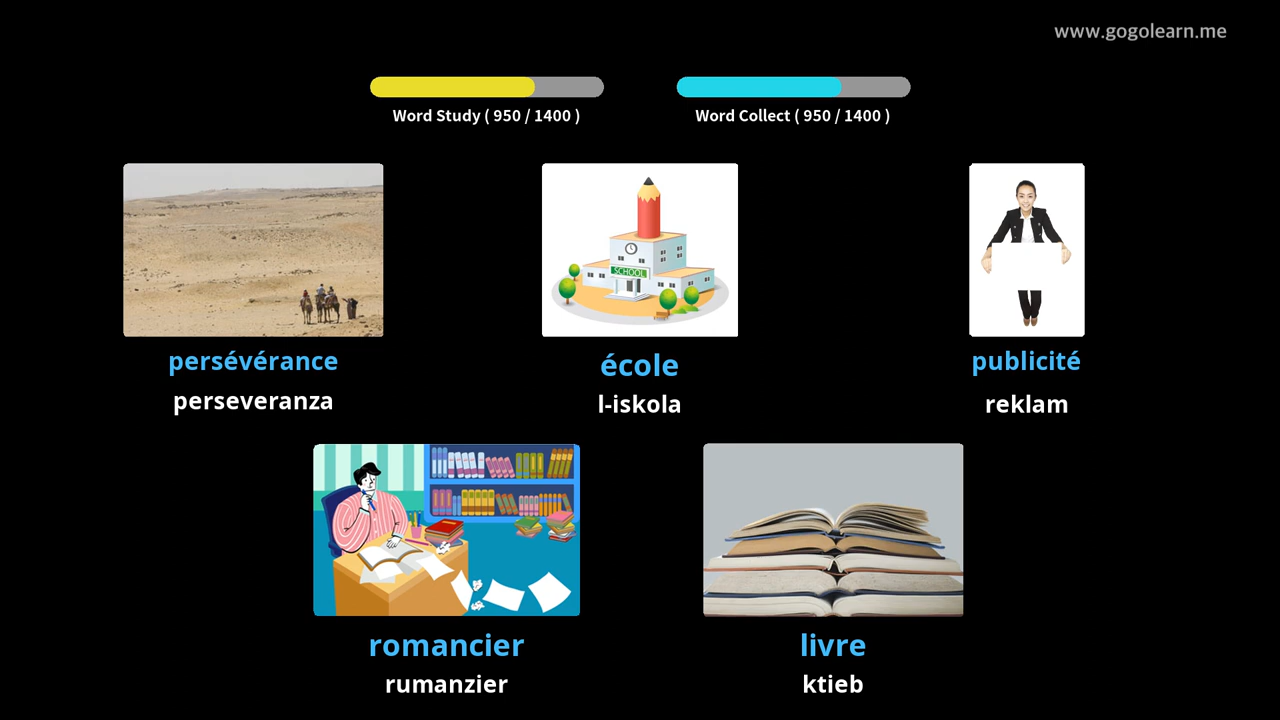 www.gogolearn.me
Word Study ( 950 / 1400 )
Word Collect ( 950 / 1400 )
SCHOOL
persévérance
perseveranza
école
l-iskola
publicité
reklam
romancier
rumanzier
livre
ktieb